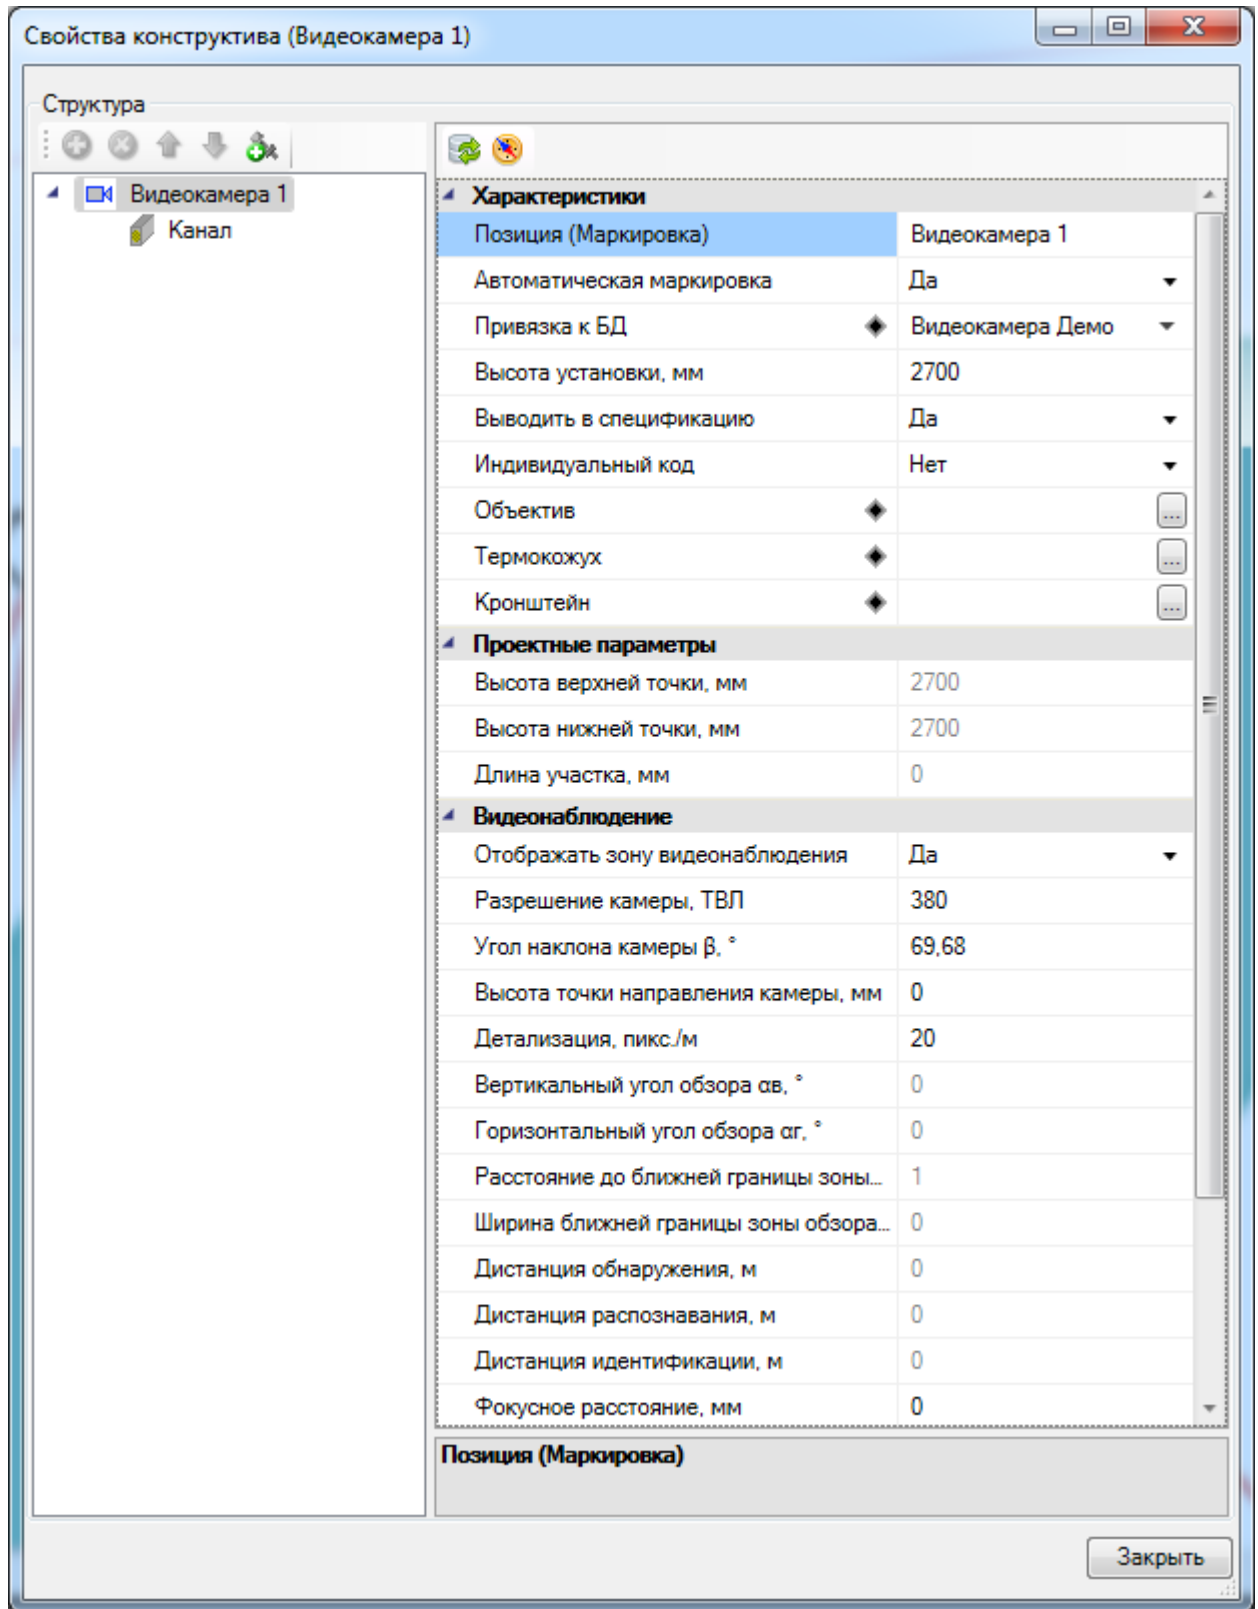 Свойства конструктива (Видеокамера 1)
Структура
Видеокамера 1
Канал
Характеристики
Позиция (Маркировка) Видеокамера 1
Автоматическая маркировка Да
Привязка к БД Видеокамера Демо
Высота установки, мм 2700
Выводить в спецификацию Да
Индивидуальный код Нет
Объектив ...
Термокожух ...
Кронштейн ...
Проектные параметры
Высота верхней точки, мм 2700
Высота нижней точки, мм 2700
Длина участка, мм 0
Видеонаблюдение
Отображать зону видеонаблюдения Да
Разрешение камеры, ТВЛ 380
Угол наклона камеры β, ° 69,68
Высота точки направления камеры, мм 0
Детализация, пикс./м 20
Вертикальный угол обзора αв, ° 0
Горизонтальный угол обзора αг, ° 0
Расстояние до ближней границы зоны... 1
Ширина ближней границы зоны обзора... 0
Дистанция обнаружения, м 0
Дистанция распознавания, м 0
Дистанция идентификации, м 0
Фокусное расстояние, мм 0
Позиция (Маркировка)
Закрыть